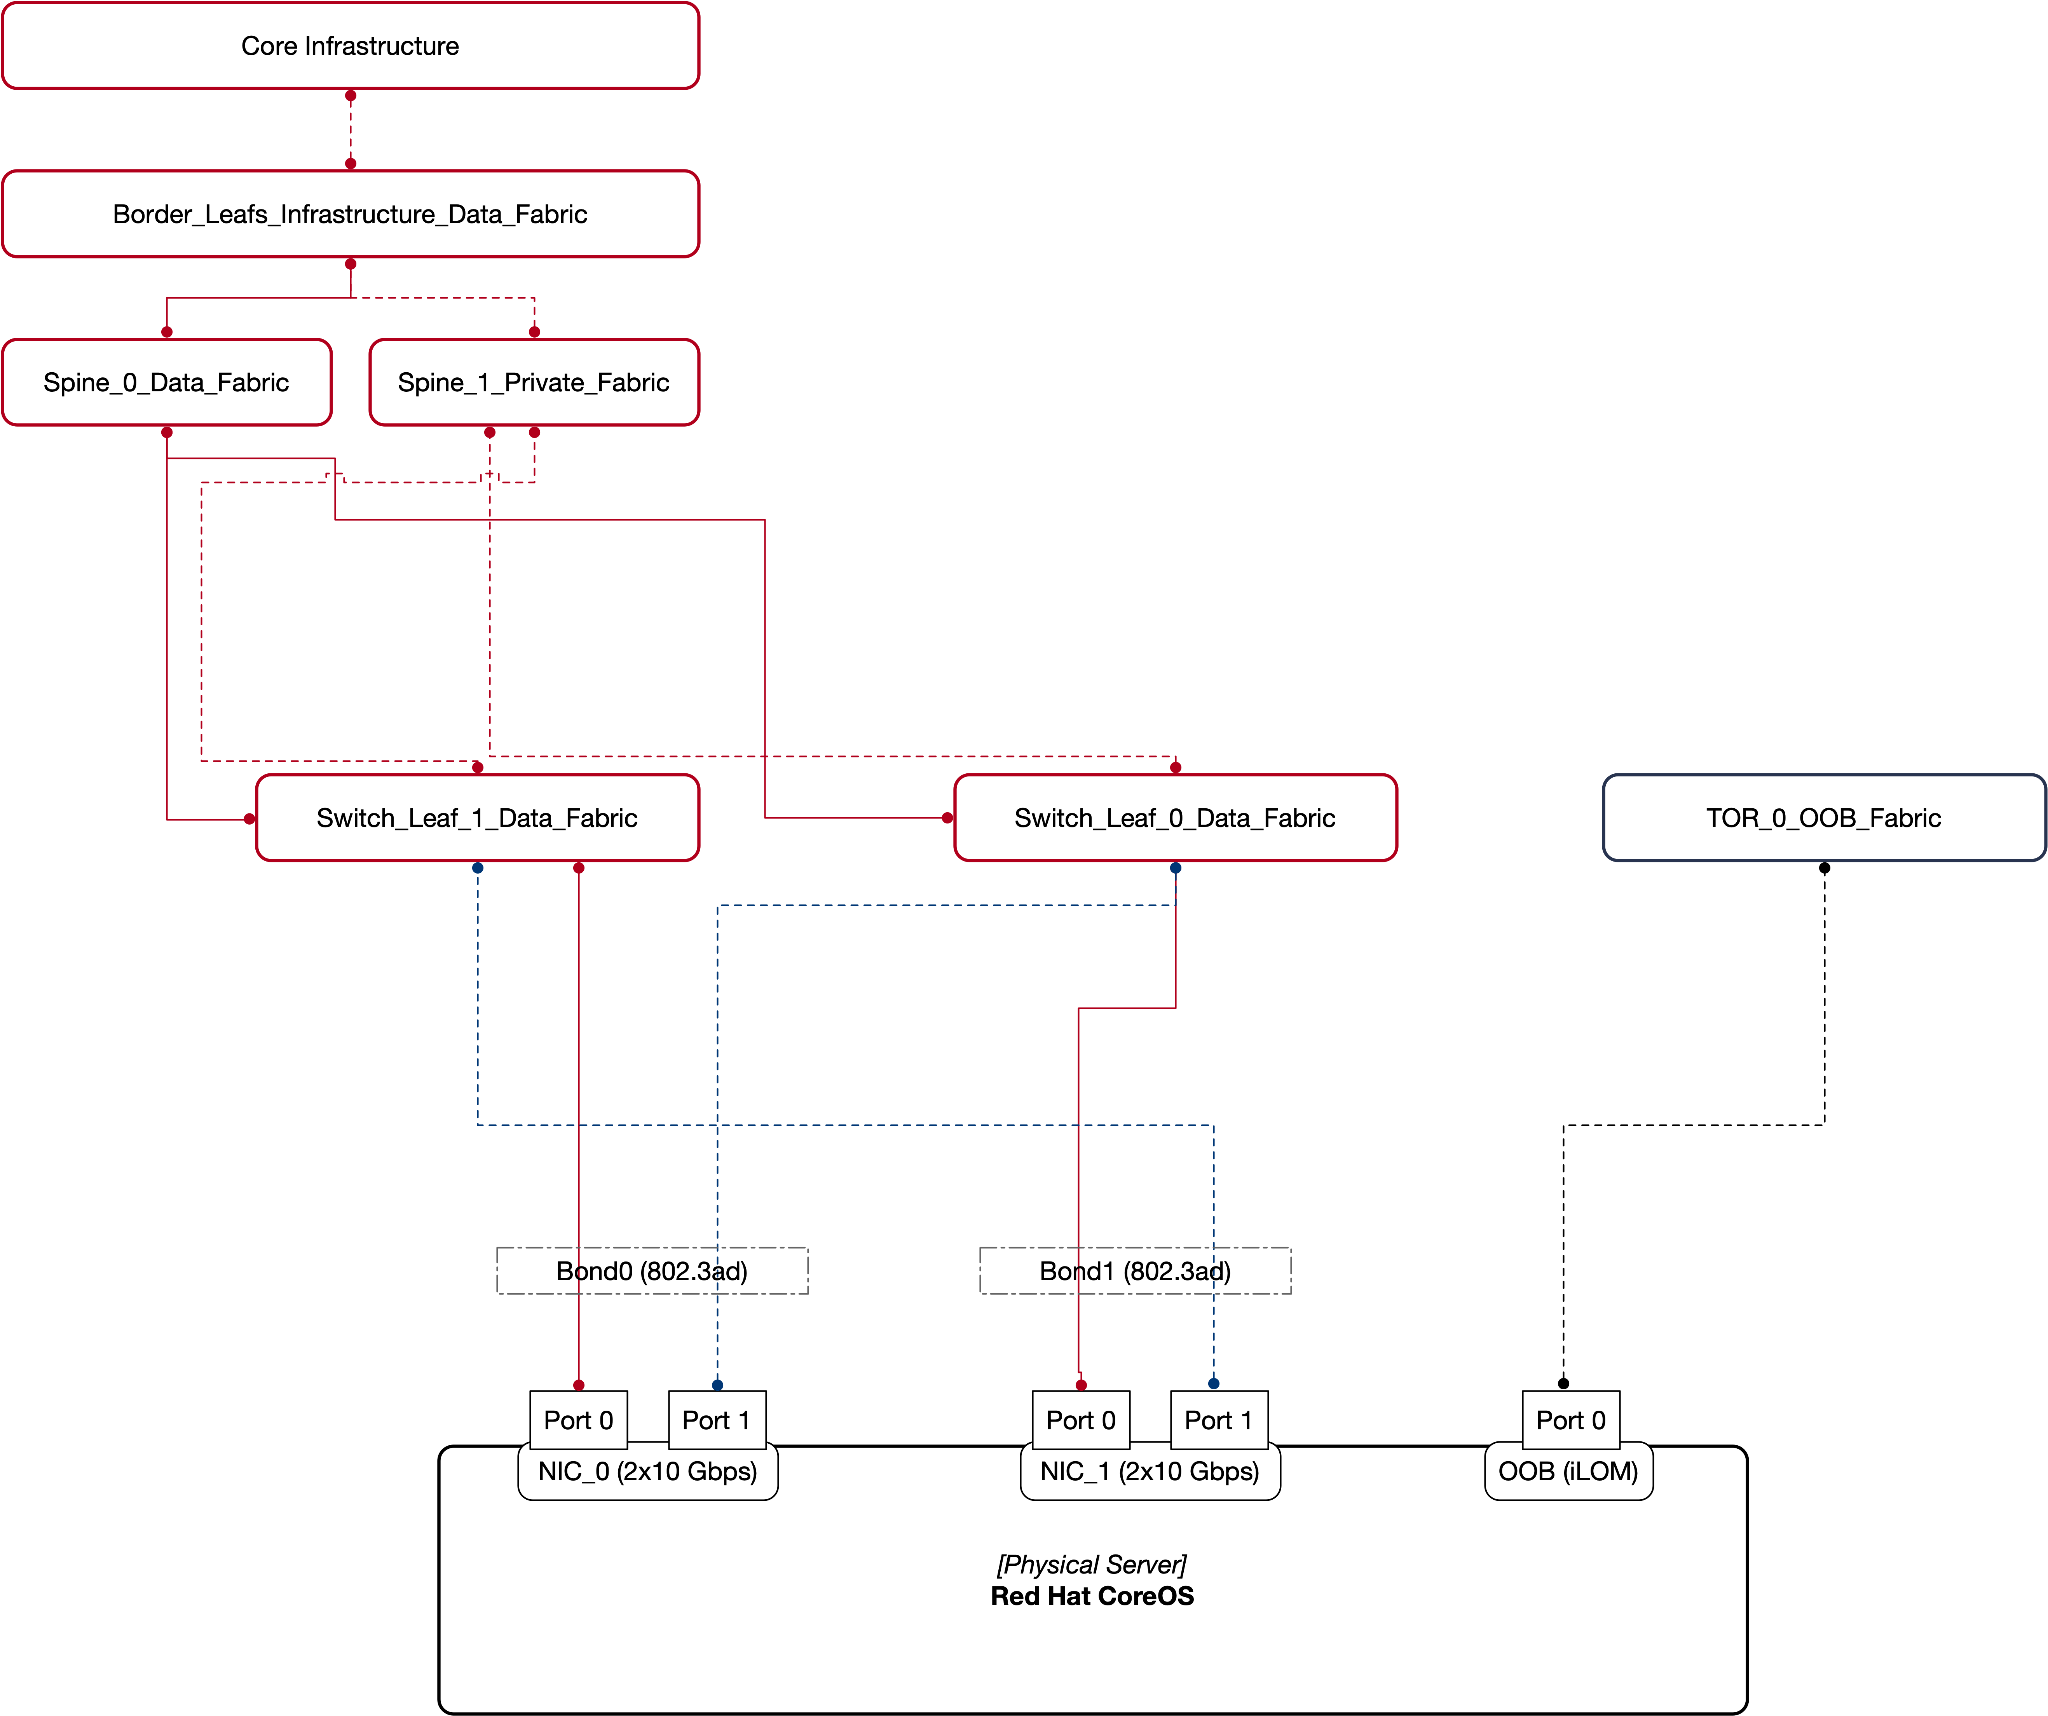 Core Infrastructure
Border_Leafs_Infrastructure_Data_Fabric
Spine_0_Data_Fabric
Spine_1_Private_Fabric
Switch_Leaf_1_Data_Fabric
Switch_Leaf_0_Data_Fabric
TOR_0_OOB_Fabric
Bond0 (802.3ad)
Bond1 (802.3ad)
Port 0
Port 1
Port 0
Port 1
Port 0
NIC_0 (2x10 Gbps)
NIC_1 (2x10 Gbps)
OOB (iLOM)
[Physical Server]
Red Hat CoreOS